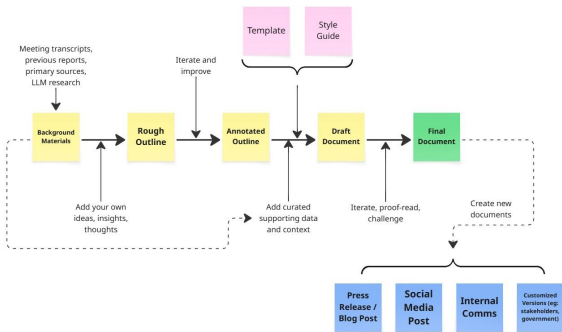 Template
Style
Guide
Meeting transcripts,
previous reports,
primary sources,
LLM research
Iterate and
improve
Background
Materials
Rough
Outline
Annotated
Outline
Draft
Document
Final
Document
Add your own
ideas, insights,
thoughts
Add curated
supporting data
and context
Iterate, proof-read,
challenge
Create new
documents
Press
Release /
Blog Post
Social
Media
Post
Internal
Comms
Customized
Versions (eg:
stakeholders,
government)